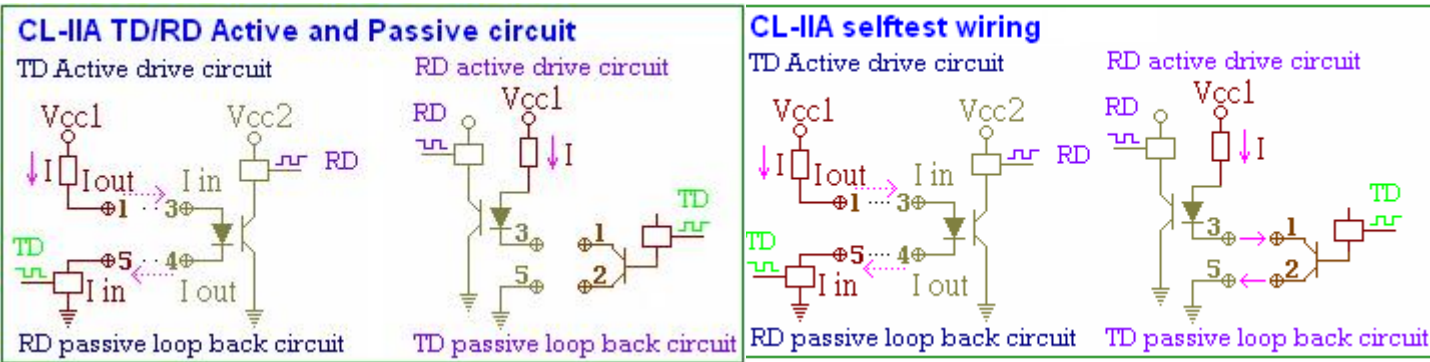 CL-IIA TD/RD Active and Passive circuit
TD Active drive circuit
RD active drive circuit
Vcc1
Vcc2
RD
I
Iout
I in
1
3
TD
5
4
I in
I out
RD passive loop back circuit
RD
Vcc1
I
TD
3
1
5
2
TD passive loop back circuit
CL-IIA selftest wiring
TD Active drive circuit
RD active drive circuit
Vcc1
Vcc2
RD
I
Iout
I in
1
3
TD
5
4
I in
I out
RD passive loop back circuit
RD
Vcc1
I
TD
3
1
5
2
TD passive loop back circuit